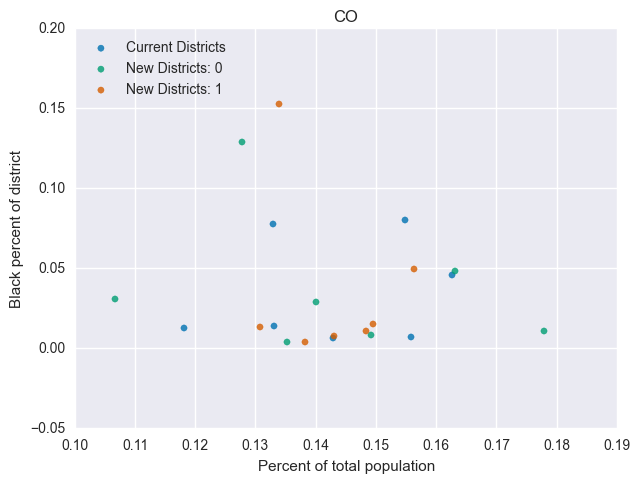 CO
Current Districts
New Districts: 0
New Districts: 1
0.20
0.15
0.10
0.05
0.00
−0.05
Black percent of district
0.10 0.11 0.12 0.13 0.14 0.15 0.16 0.17 0.18 0.19
Percent of total population